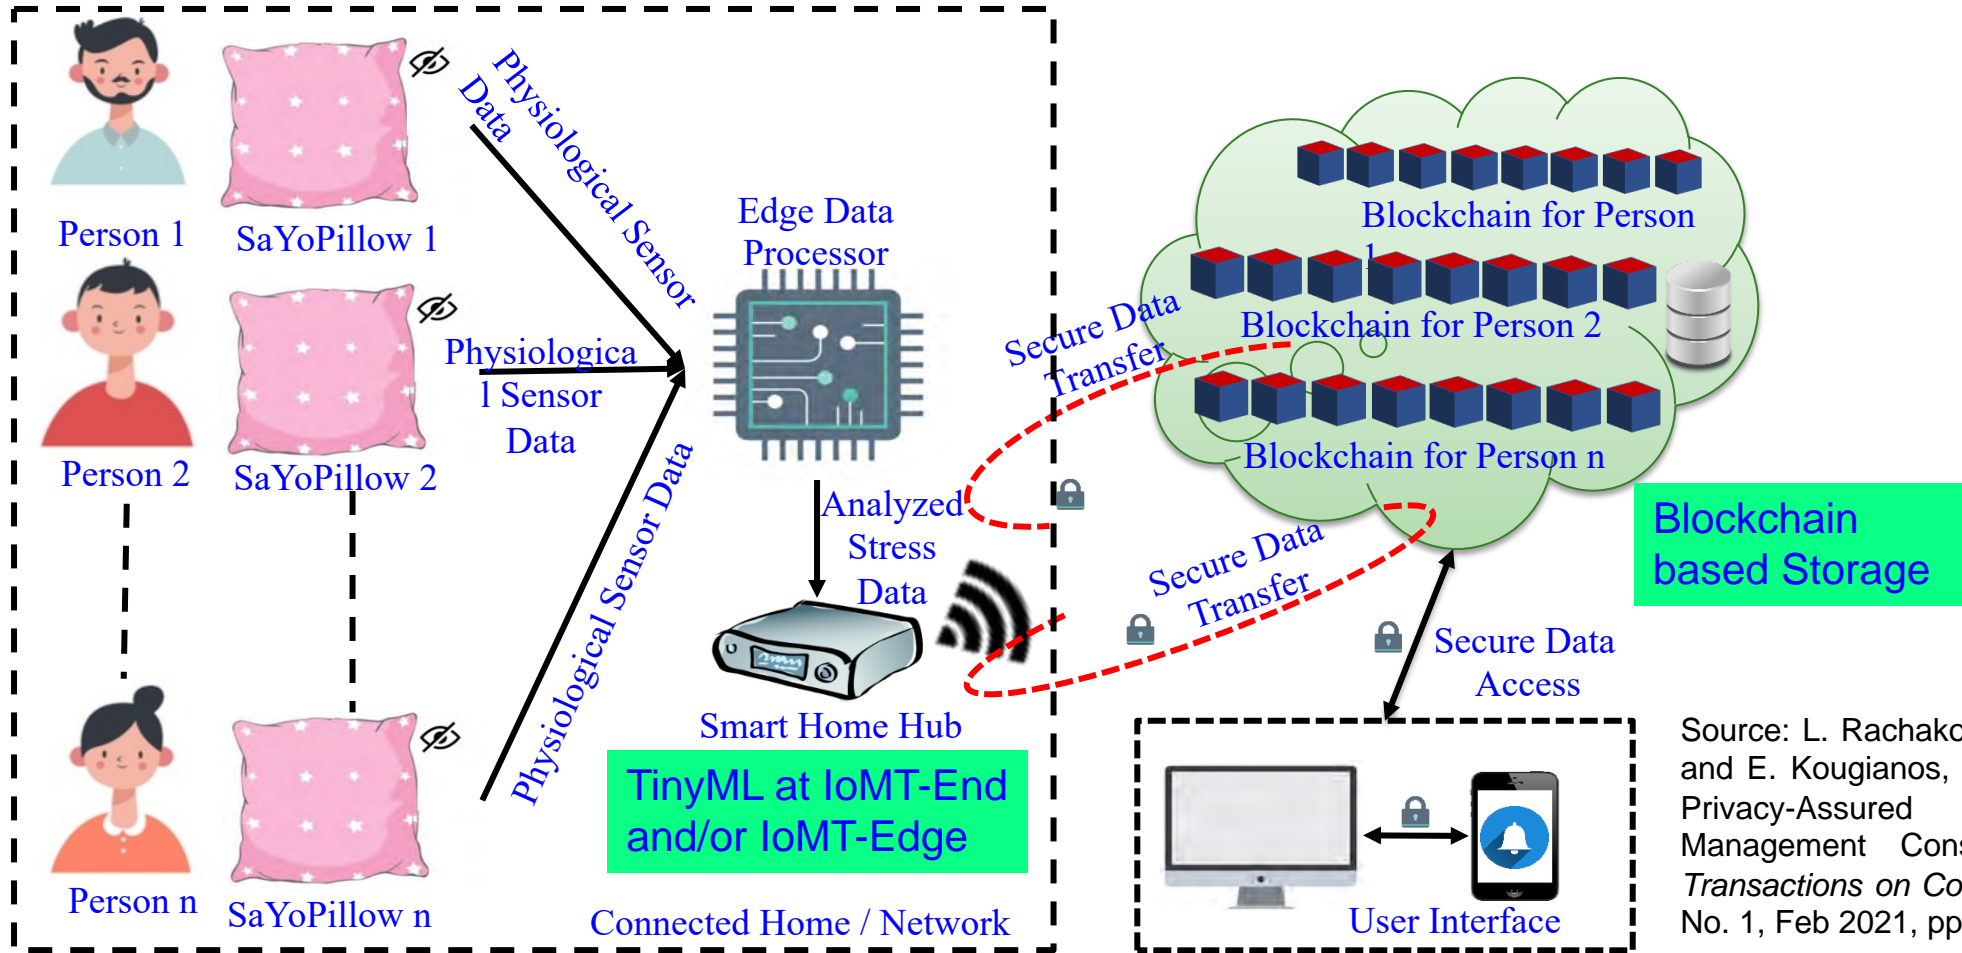 Person 1
SaYoPillow 1
Physiological Sensor
Data
Person 2
SaYoPillow 2
Physiologica
l Sensor
Data
Person n
SaYoPillow n
Physiological Sensor Data
Edge Data
Processor
Analyzed
Stress
Data
Smart Home Hub
TinyML at IoMT-End
and/or IoMT-Edge
Connected Home / Network
Secure Data
Transfer
Secure Data
Transfer
Blockchain for Person
1
Blockchain for Person 2
Blockchain for Person n
Blockchain
based Storage
Secure Data
Access
User Interface
Source: L. Rachako
and E. Kougianos,
Privacy-Assured
Management Cons
Transactions on Co
No. 1, Feb 2021, pp